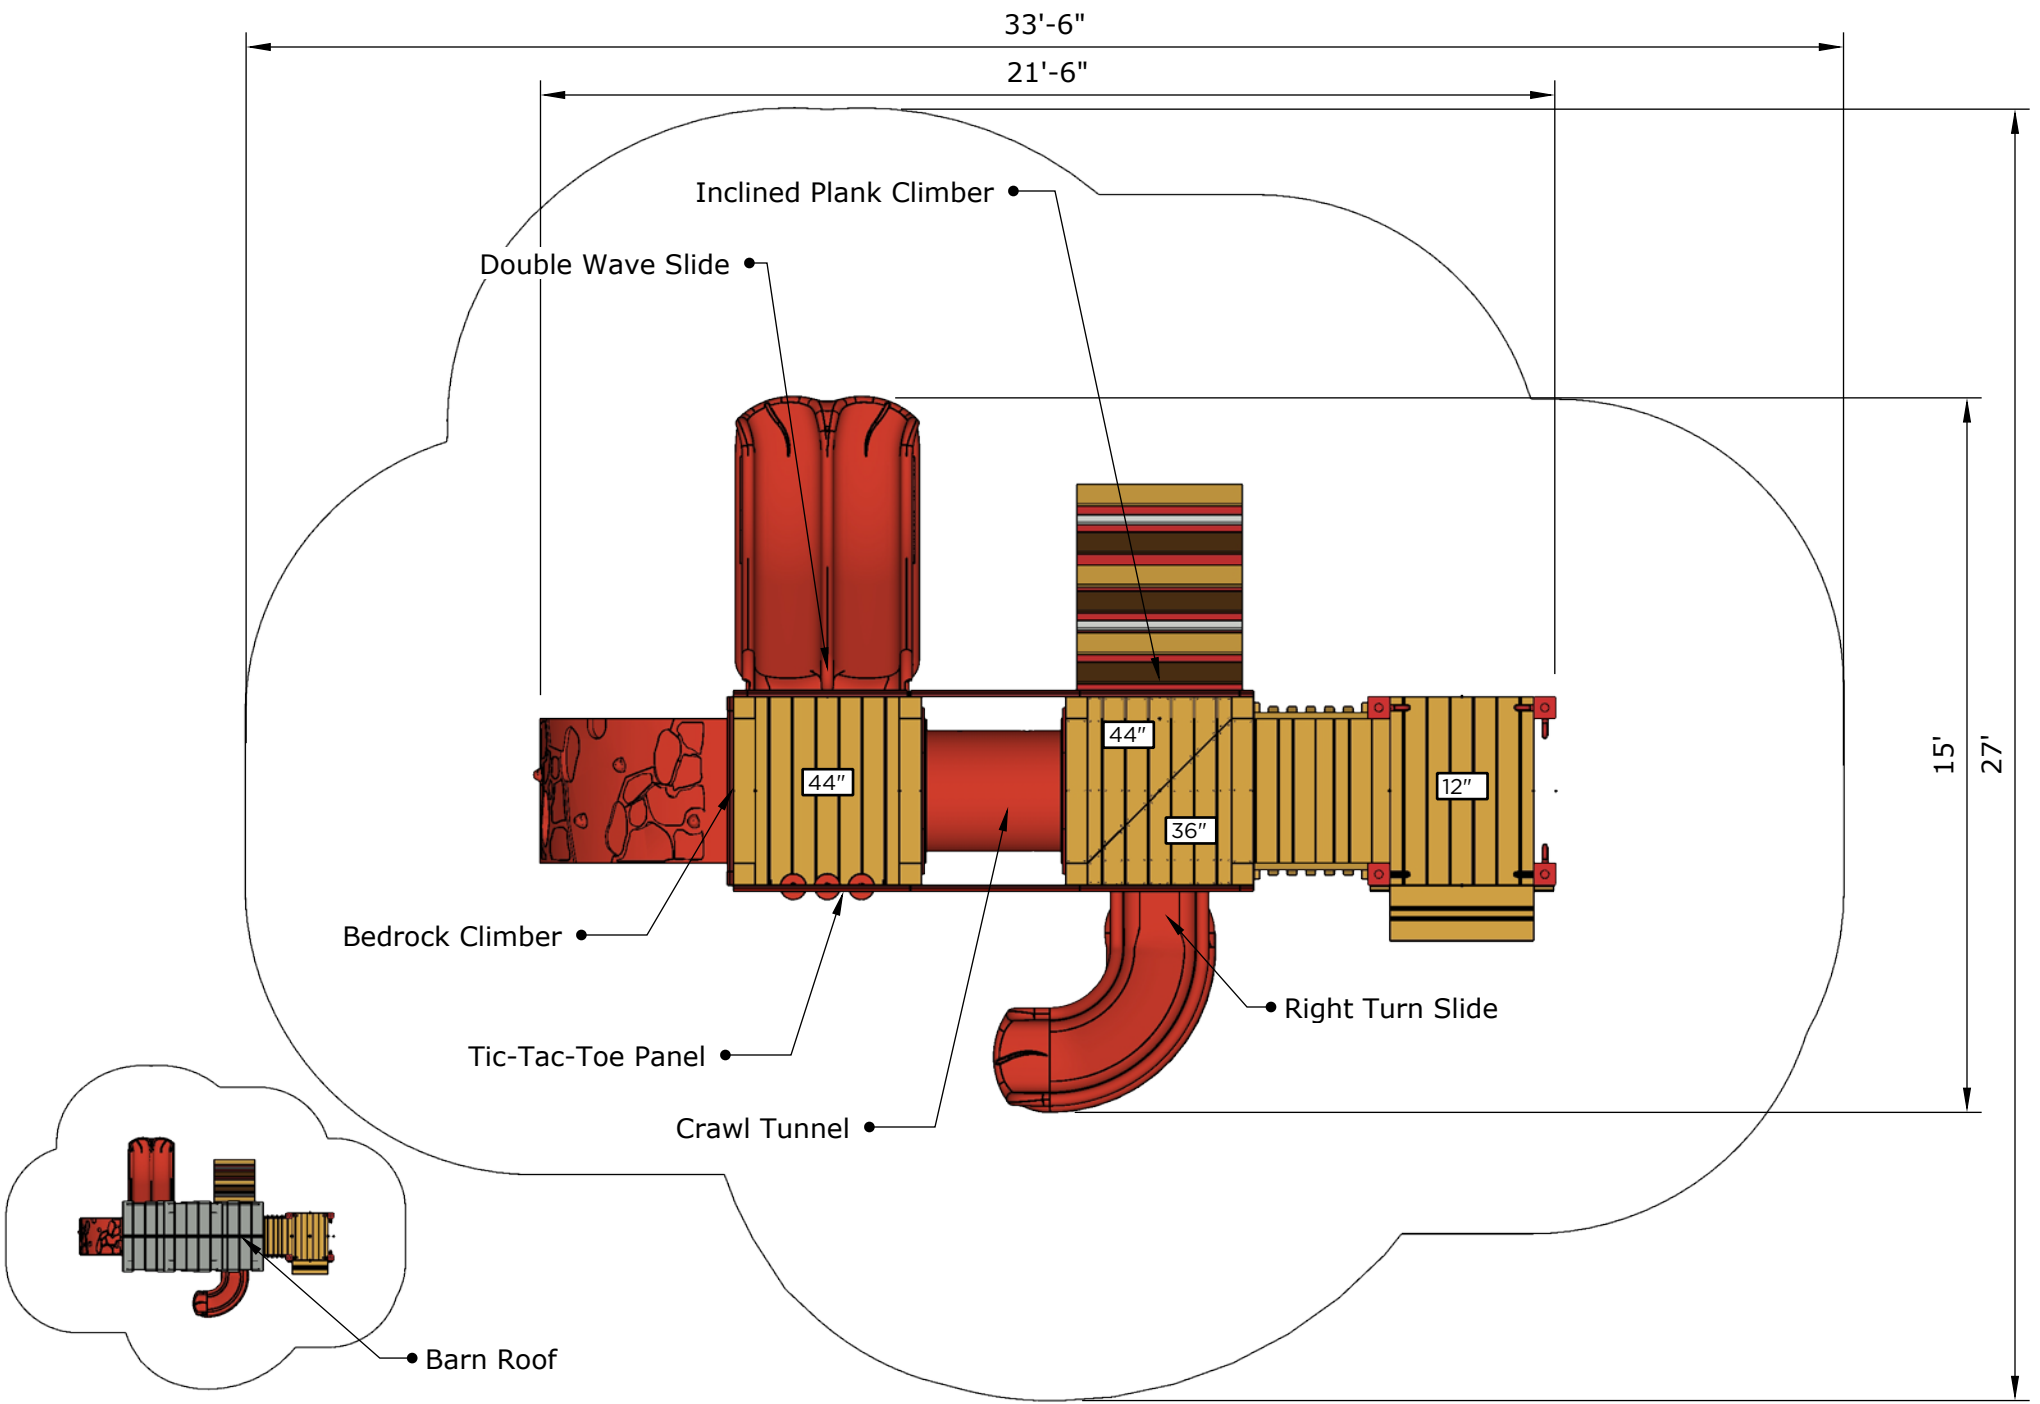 33'-6"
21'-6"
Inclined Plank Climber
Double Wave Slide
44"
44"
12"
36"
15'
27'
Bedrock Climber
Right Turn Slide
Tic-Tac-Toe Panel
Crawl Tunnel
Barn Roof